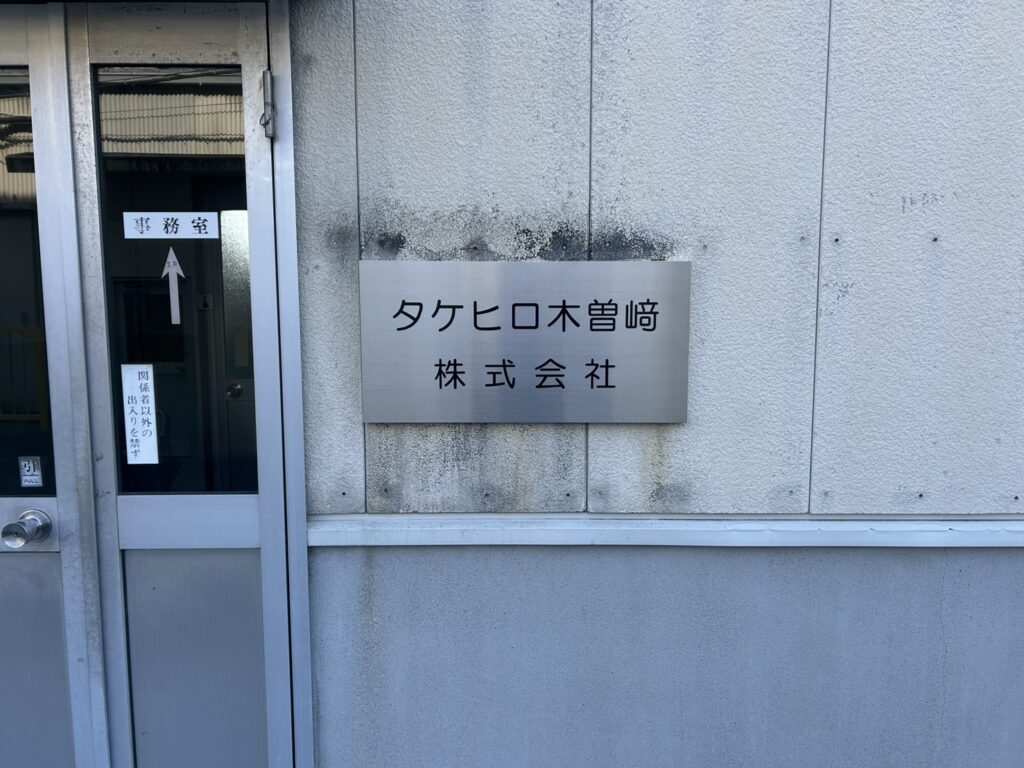 事務室
関係者以外の
出入りを禁ず
引
PULL
タケヒロ木曽﨑
株式会社